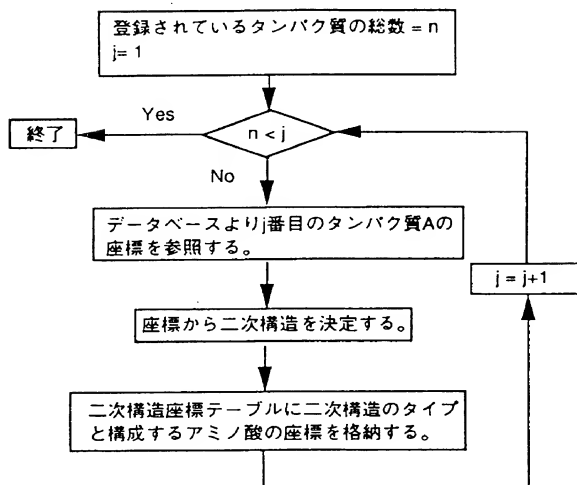 登録されているタンパク質の総数 = n
j= 1
Yes
終了
n < j
No
データベースよりj番目のタンパク質Aの
座標を参照する。
j = j+1
座標から二次構造を決定する。
二次構造座標テーブルに二次構造のタイプ
と構成するアミノ酸の座標を格納する。